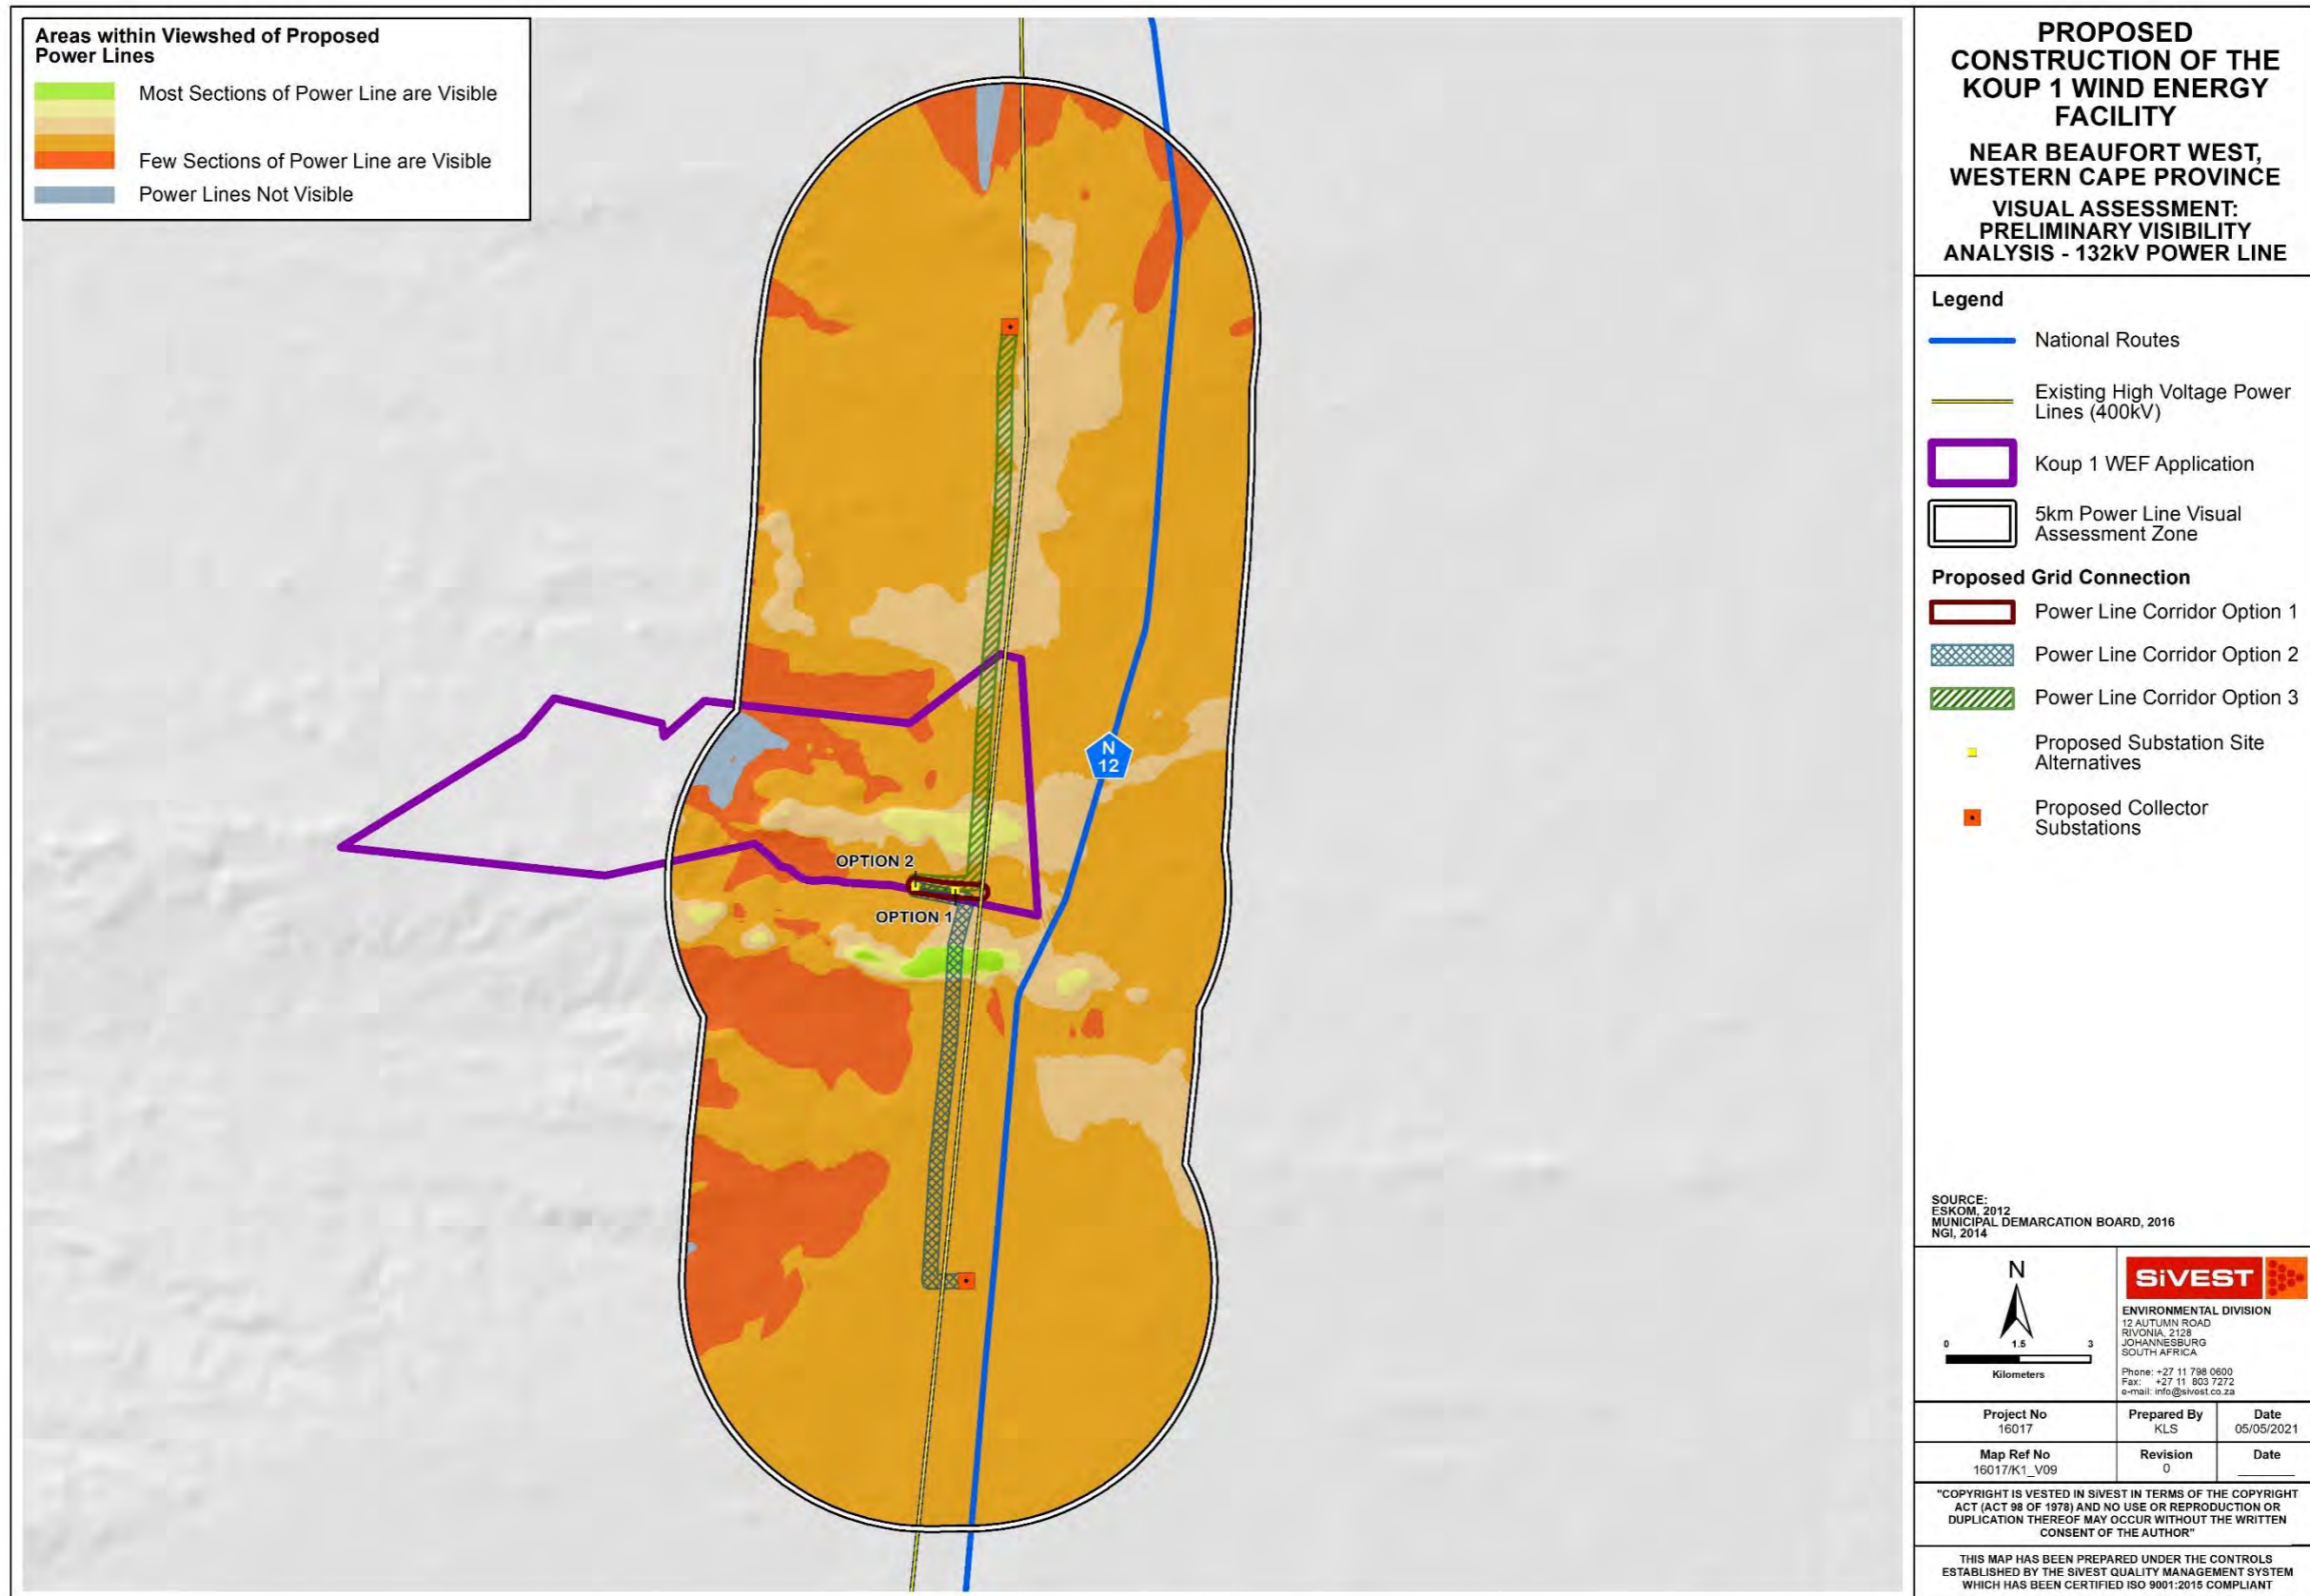 Areas within Viewshed of Proposed
Power Lines
Most Sections of Power Line are Visible
Few Sections of Power Line are Visible
Power Lines Not Visible
N
12
OPTION 2
OPTION 1
PROPOSED
CONSTRUCTION OF THE
KOUP 1 WIND ENERGY
FACILITY
NEAR BEAUFORT WEST,
WESTERN CAPE PROVINCE
VISUAL ASSESSMENT:
PRELIMINARY VISIBILITY
ANALYSIS - 132kV POWER LINE
Legend
National Routes
Existing High Voltage Power
Lines (400kV)
Koup 1 WEF Application
5km Power Line Visual
Assessment Zone
Proposed Grid Connection
Power Line Corridor Option 1
Power Line Corridor Option 2
Power Line Corridor Option 3
Proposed Substation Site
Alternatives
Proposed Collector
Substations
SOURCE:
ESKOM, 2012
MUNICIPAL DEMARCATION BOARD, 2016
NGI, 2014
N
0 1.5 3
Kilometers
SiVEST
ENVIRONMENTAL DIVISION
12 AUTUMN ROAD
RIVONIA, 2128
JOHANNESBURG
SOUTH AFRICA
Phone: +27 11 798 0600
Fax: +27 11 803 7272
e-mail: info@sivest.co.za
Project No Prepared By Date
16017 KLS 05/05/2021
Map Ref No Revision Date
16017/K1_V09 0
"COPYRIGHT IS VESTED IN SiVEST IN TERMS OF THE COPYRIGHT
ACT (ACT 98 OF 1978) AND NO USE OR REPRODUCTION OR
DUPLICATION THEREOF MAY OCCUR WITHOUT THE WRITTEN
CONSENT OF THE AUTHOR"
THIS MAP HAS BEEN PREPARED UNDER THE CONTROLS
ESTABLISHED BY THE SiVEST QUALITY MANAGEMENT SYSTEM
WHICH HAS BEEN CERTIFIED ISO 9001:2015 COMPLIANT